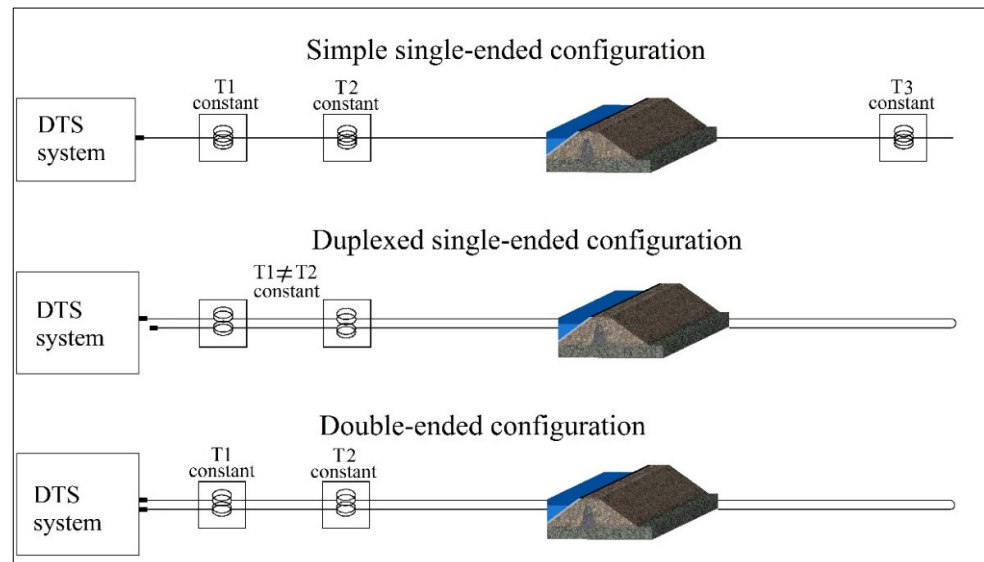 Simple single-ended configuration
T1
constant
T2
constant
T3
constant
DTS
system
Duplexed single-ended configuration
T1≠T2
constant
DTS
system
Double-ended configuration
T1
constant
T2
constant
DTS
system